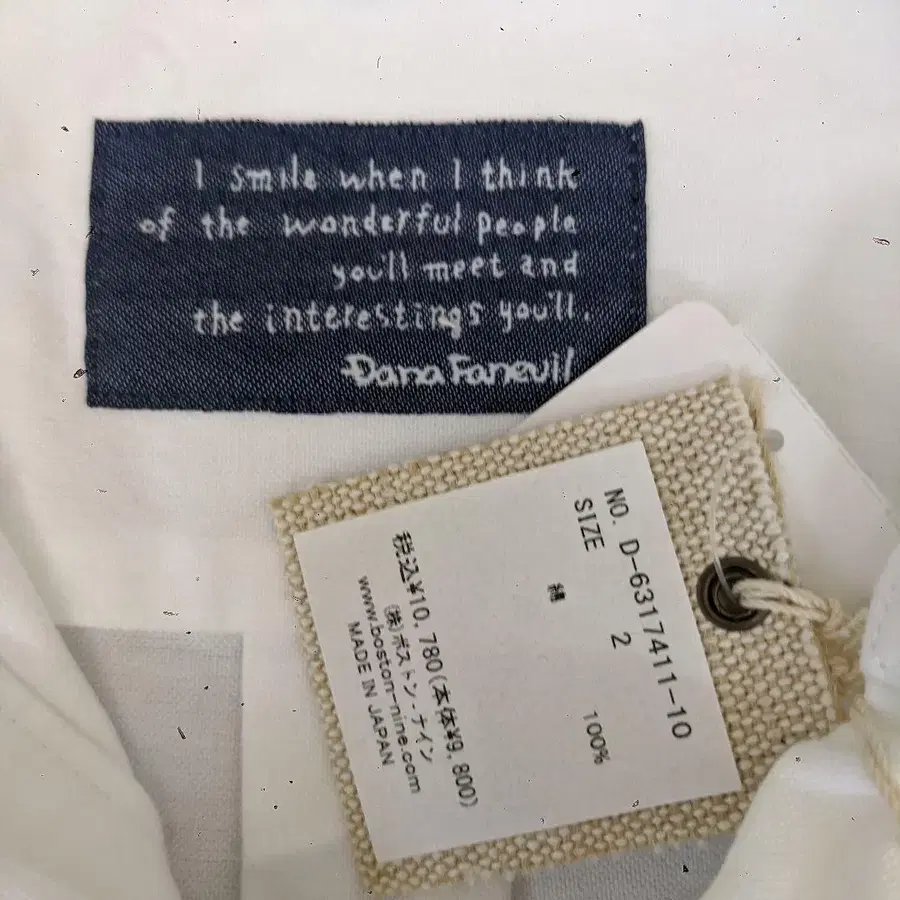 I smile when I think
of the wonderful people
you'll meet and
the interestings you'll.
Dana Faneuil
NO. D-6317411-10
SIZE 2
綿 100%
税込¥10,780(本体¥9,800)
(株)ボストン・ナイン
www.boston-nine.com
MADE IN JAPAN